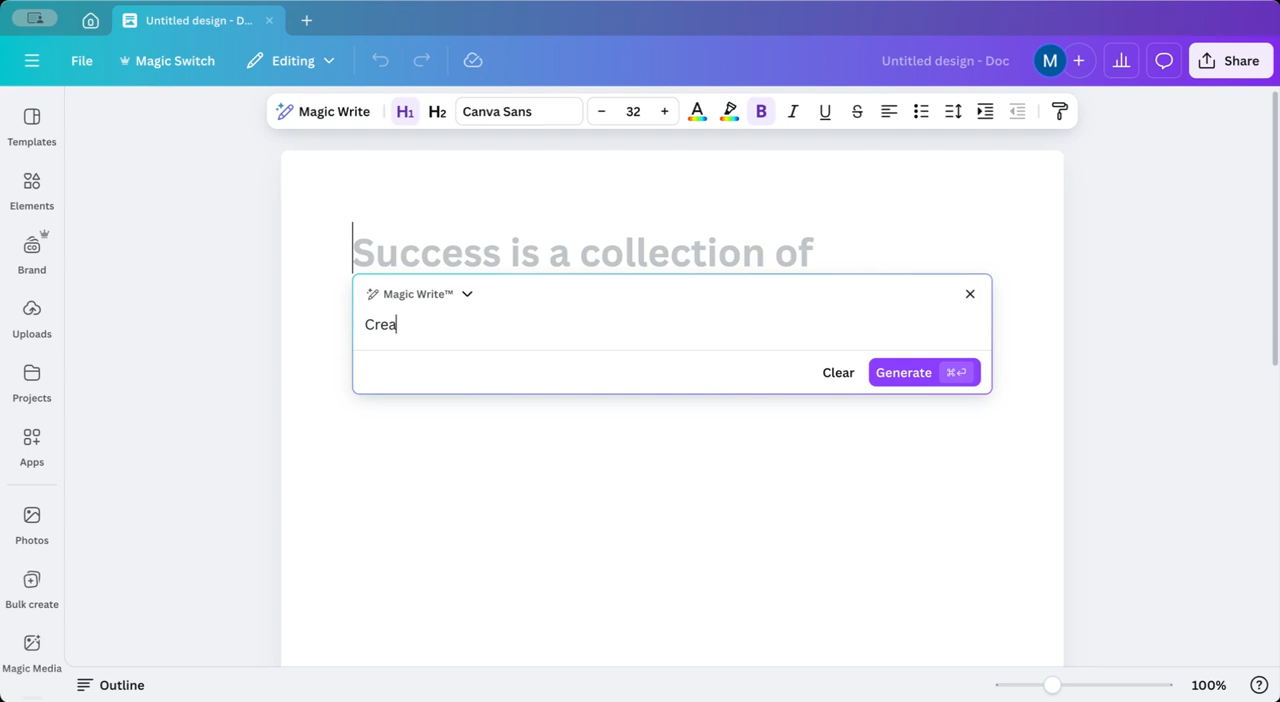 Untitled design - D...
File
Magic Switch
Editing
Untitled design - Doc
M
Share
Magic Write
H1
H2
Canva Sans
- 32 +
A
B
I
U
S
Templates
Elements
Brand
Uploads
Projects
Apps
Photos
Bulk create
Magic Media
Success is a collection of
Magic Write™
Crea
Clear
Generate ⌘↵
Outline
100%
?